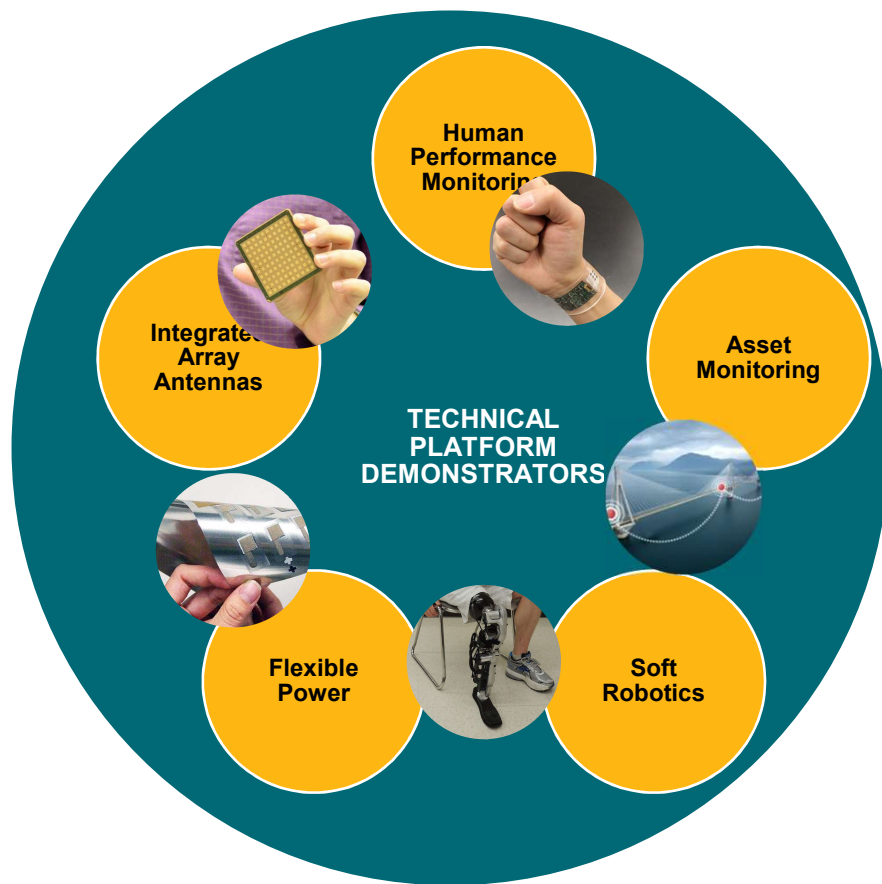 Human
Performance
Monitoring
Integrated
Array
Antennas
Asset
Monitoring
TECHNICAL
PLATFORM
DEMONSTRATORS
Flexible
Power
Soft
Robotics